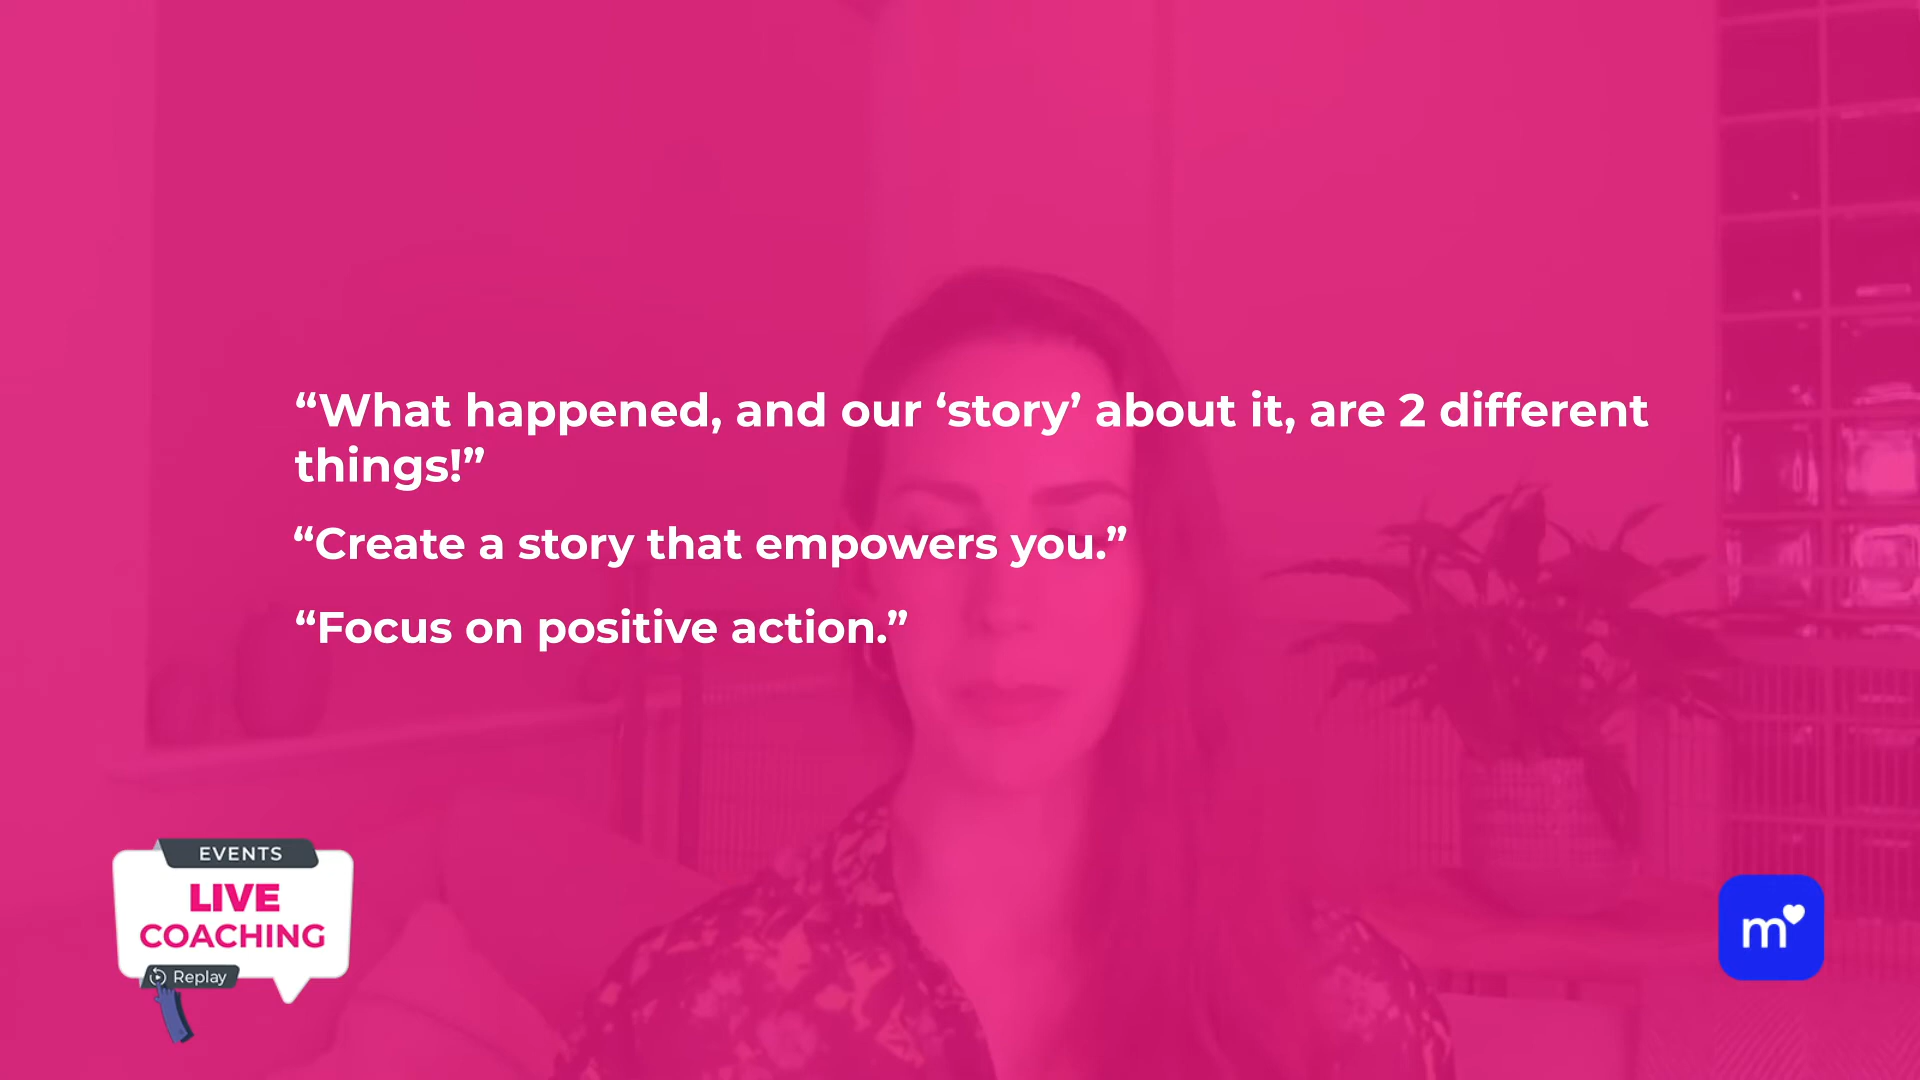 “What happened, and our ‘story’ about it, are 2 different
things!”
“Create a story that empowers you.”
“Focus on positive action.”
EVENTS
LIVE
COACHING
Replay
m